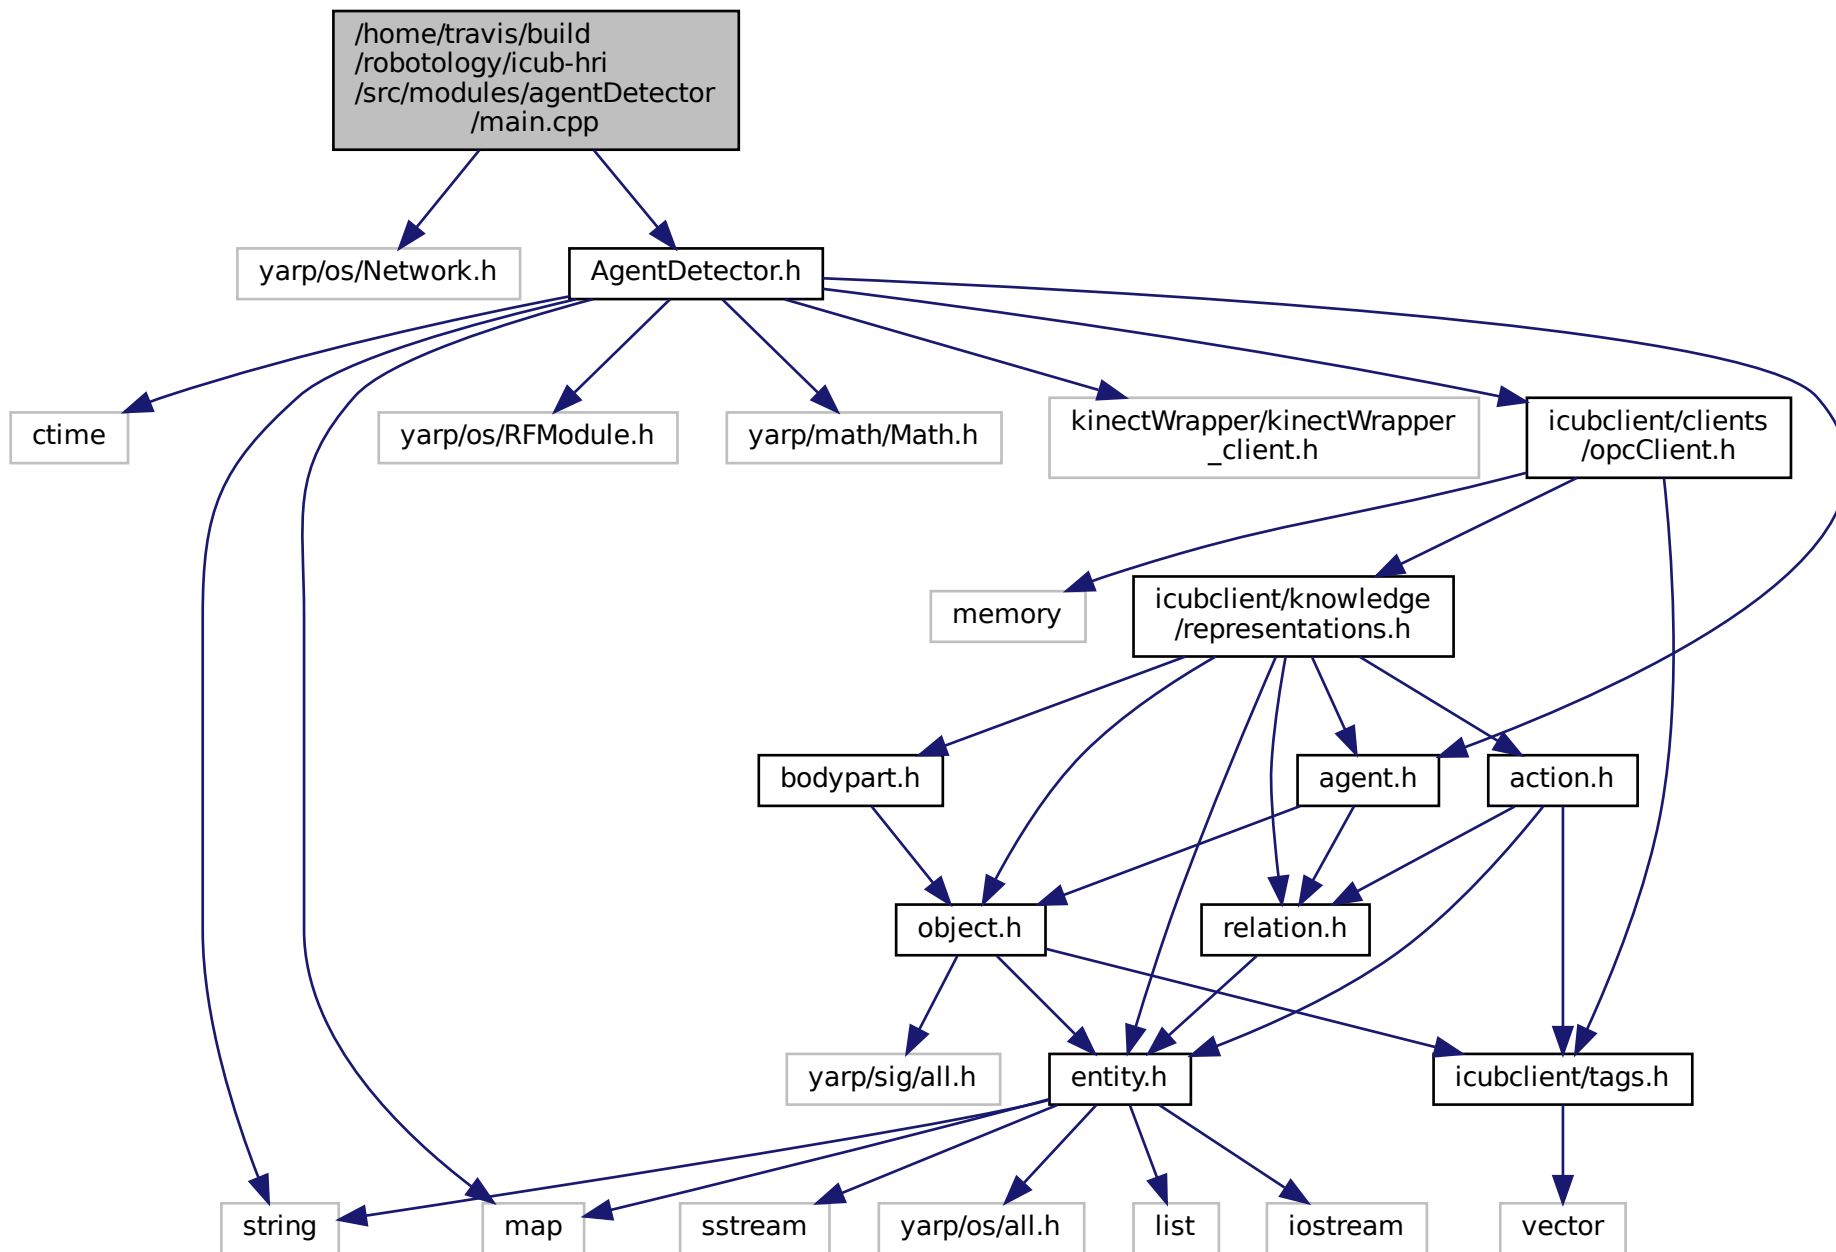 /home/travis/build
/robotology/icub-hri
/src/modules/agentDetector
/main.cpp
yarp/os/Network.h
AgentDetector.h
ctime
yarp/os/RFModule.h
yarp/math/Math.h
kinectWrapper/kinectWrapper
_client.h
icubclient/clients
/opcClient.h
memory
icubclient/knowledge
/representations.h
bodypart.h
agent.h
action.h
object.h
relation.h
yarp/sig/all.h
entity.h
icubclient/tags.h
string
map
sstream
yarp/os/all.h
list
iostream
vector